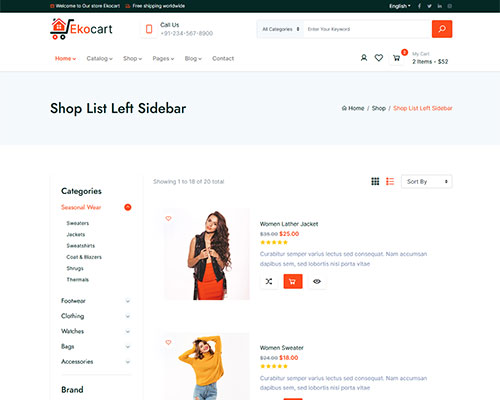 Welcome to Our store Ekocart
Free shipping worldwide
English
Ekocart
Call Us
+91-234-567-8900
All Categories
Enter Your Keyword
Home
Catalog
Shop
Pages
Blog
Contact
2
My Cart
2 Items - $52
Shop List Left Sidebar
Home / Shop / Shop List Left Sidebar
Categories
Seasonal Wear
Sweaters
Jackets
Sweatshirts
Coat & Blazers
Shrugs
Thermals
Footwear
Clothing
Watches
Bags
Accessories
Brand
Showing 1 to 18 of 20 total
Sort By
Women Lather Jacket
$39.00 $25.00
Curabitur semper varius lectus sed consequat. Nam accumsan
dapibus sem, sed lobortis nisi porta vitae
Women Sweater
$24.00 $18.00
Curabitur semper varius lectus sed consequat. Nam accumsan
dapibus sem, sed lobortis nisi porta vitae